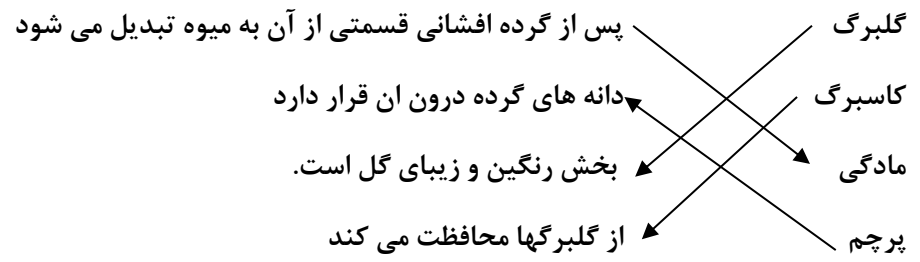 گلبرگ پس از گرده افشانی قسمتی از آن به میوه تبدیل می شود
کاسبرگ دانه های گرده درون ان قرار دارد
مادگی بخش رنگین و زیبای گل است.
پرچم از گلبرگها محافظت می کند